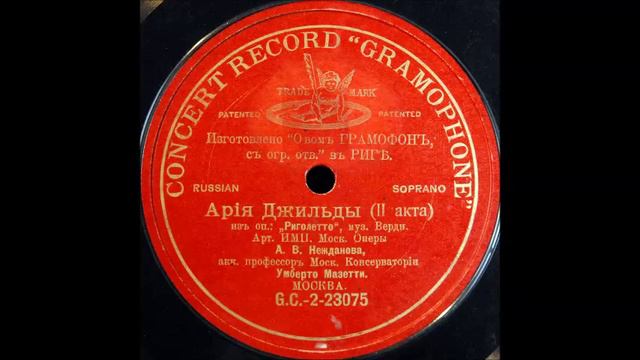 CONCERT RECORD "GRAMOPHONE"
TRADE MARK
PATENTED PATENTED
Изготовлено "О-вомъ ГРАМОФОНЪ,
съ огр. отв." въ РИГѢ.
RUSSIAN SOPRANO
Арія Джильды (II акта)
изъ оп.: „Риголетто", муз. Верди.
Арт. ИМП. Моск. Оперы
А. В. Нежданова,
акч. профессоръ Моск. Консерваторіи
Умберто Мазетти.
МОСКВА.
G.C.-2-23075